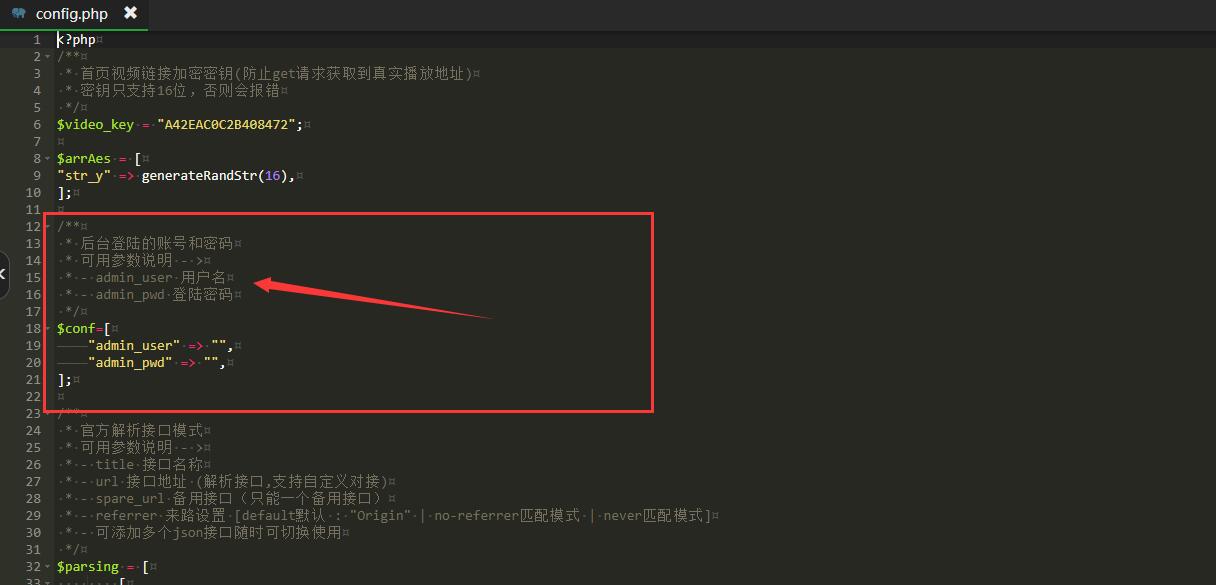 config.php
1 <?php
2 /**
3 * 首页视频链接加密密钥(防止get请求获取到真实播放地址)
4 * 密钥只支持16位，否则会报错
5 */
6 $video_key = "A42EAC0C2B408472";
7
8 $arrAes = [
9 "str_y" => generateRandStr(16),
10 ];
11
12 /**
13 * 后台登陆的账号和密码
14 * 可用参数说明 -->
15 * - admin_user 用户名
16 * - admin_pwd 登陆密码
17 */
18 $conf=[
19 "admin_user" => "",
20 "admin_pwd" => "",
21 ];
22
23 /**
24 * 官方解析接口模式
25 * 可用参数说明 -->
26 * - title 接口名称
27 * - url 接口地址 (解析接口,支持自定义对接)
28 * - spare_url 备用接口（只能一个备用接口）
29 * - referrer 来路设置 [default默认 : "Origin" | no-referrer匹配模式 | never匹配模式]
30 * - 可添加多个json接口随时可切换使用
31 */
32 $parsing = [
33 [